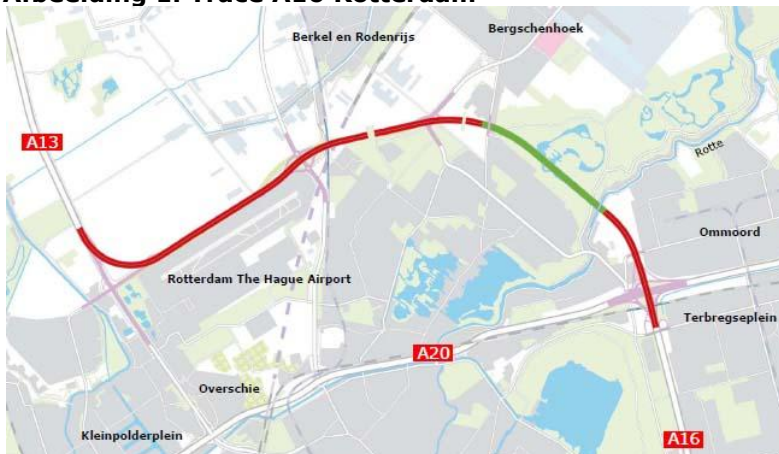 Afbeelding 1: Tracé A16 Rotterdam
Berkel en Rodenrijs
Bergschenhoek
A13
Rotte
Ommoord
Rotterdam The Hague Airport
Terbregseplein
A20
Overschie
Kleinpolderplein
A16